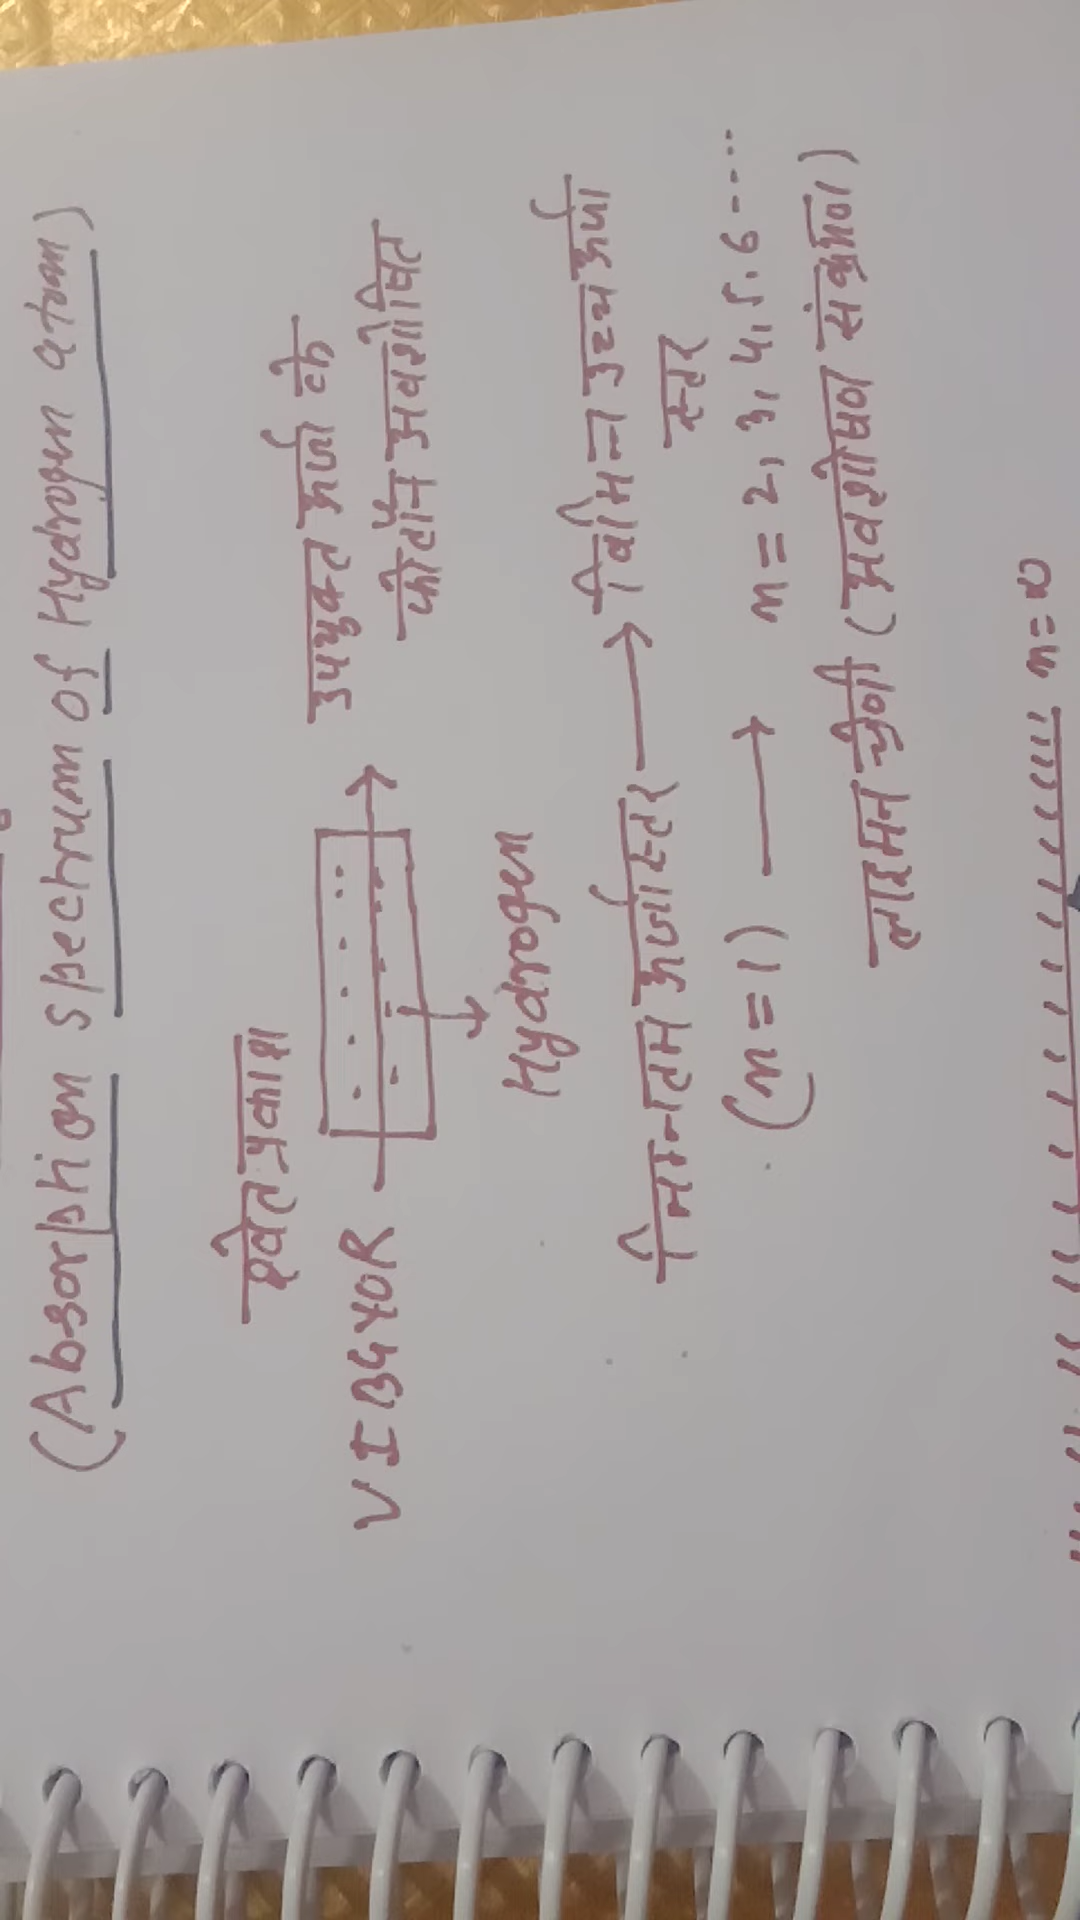 (Absorption spectrum of Hydrogen atom)
श्वेत प्रकाश
उपयुक्त ऊर्जा के
VIBGYOR
फोटॉन अवशोषित
Hydrogen
निम्नतम ऊर्जा स्तर → विभिन्न उच्च ऊर्जा
स्तर
(n=1) → n = 2, 3, 4, 5, 6 ----
लाइमन श्रेणी (अवशोषण संक्रमण)
n = ∞